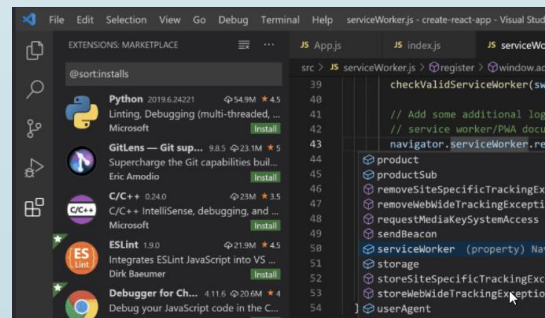 File Edit Selection View Go Debug Terminal Help serviceWorker.js - create-react-app - Visual Stud
EXTENSIONS: MARKETPLACE
@sort:installs
Python 2019.6.24221 54.9M ★ 4.5
Linting, Debugging (multi-threaded, ...
Microsoft Install
GitLens — Git sup... 9.8.5 23.1M ★ 5
Supercharge the Git capabilities buil...
Eric Amodio Install
C/C++ 0.24.0 23M ★ 3.5
C/C++ IntelliSense, debugging, and ...
Microsoft Install
ESLint 1.9.0 21.9M ★ 4.5
Integrates ESLint JavaScript into VS ...
Dirk Baeumer Install
Debugger for Ch... 4.11.6 20.6M ★ 4
Debug your JavaScript code in the C...
C/C++
ES
Lint
JS App.js JS index.js JS serviceWo
src > JS serviceWorker.js > register > window.ad
39 checkValidServiceWorker(sw
40
41 // Add some additional log
42 // service worker/PWA docu
43 navigator.serviceWorker.re
44 product
45 productSub
46 removeSiteSpecificTrackingEx
47 removeWebWideTrackingExcepti
48 requestMediaKeySystemAccess
49 sendBeacon
50 serviceWorker (property) Nav
51 storage
52 storeSiteSpecificTrackingExc
53 storeWebWideTrackingExceptio
54 ] userAgent